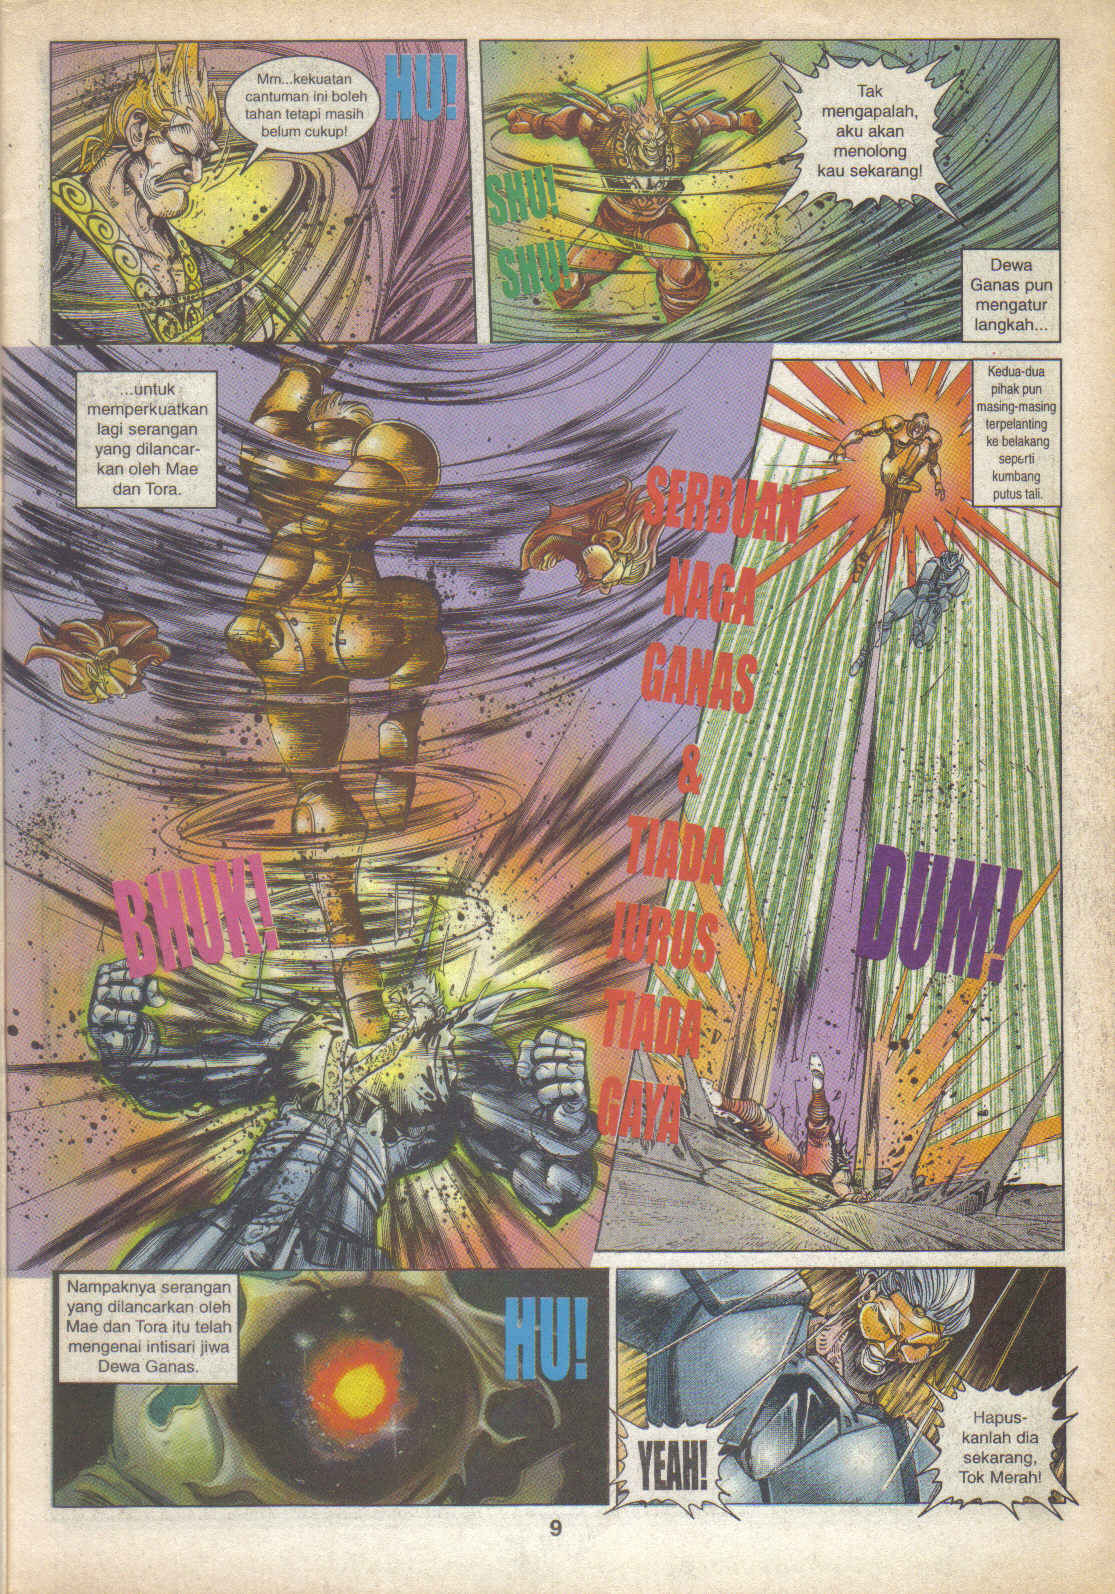 Mm...kekuatan
cantuman ini boleh
tahan tetapi masih
belum cukup!
HU!
SHU!
SHU!
Tak
mengapalah,
aku akan
menolong
kau sekarang!
Dewa
Ganas pun
mengatur
langkah...
...untuk
memperkuatkan
lagi serangan
yang dilancar-
kan oleh Mae
dan Tora.
BHUK!
SERBUAN
NAGA
GANAS
&
TIADA
JURUS
TIADA
GAYA
Kedua-dua
pihak pun
masing-masing
terpelanting
ke belakang
seperti
kumbang
putus tali.
DUM!
Nampaknya serangan
yang dilancarkan oleh
Mae dan Tora itu telah
mengenai intisari jiwa
Dewa Ganas.
HU!
YEAH!
Hapus-
kanlah dia
sekarang,
Tok Merah!
9